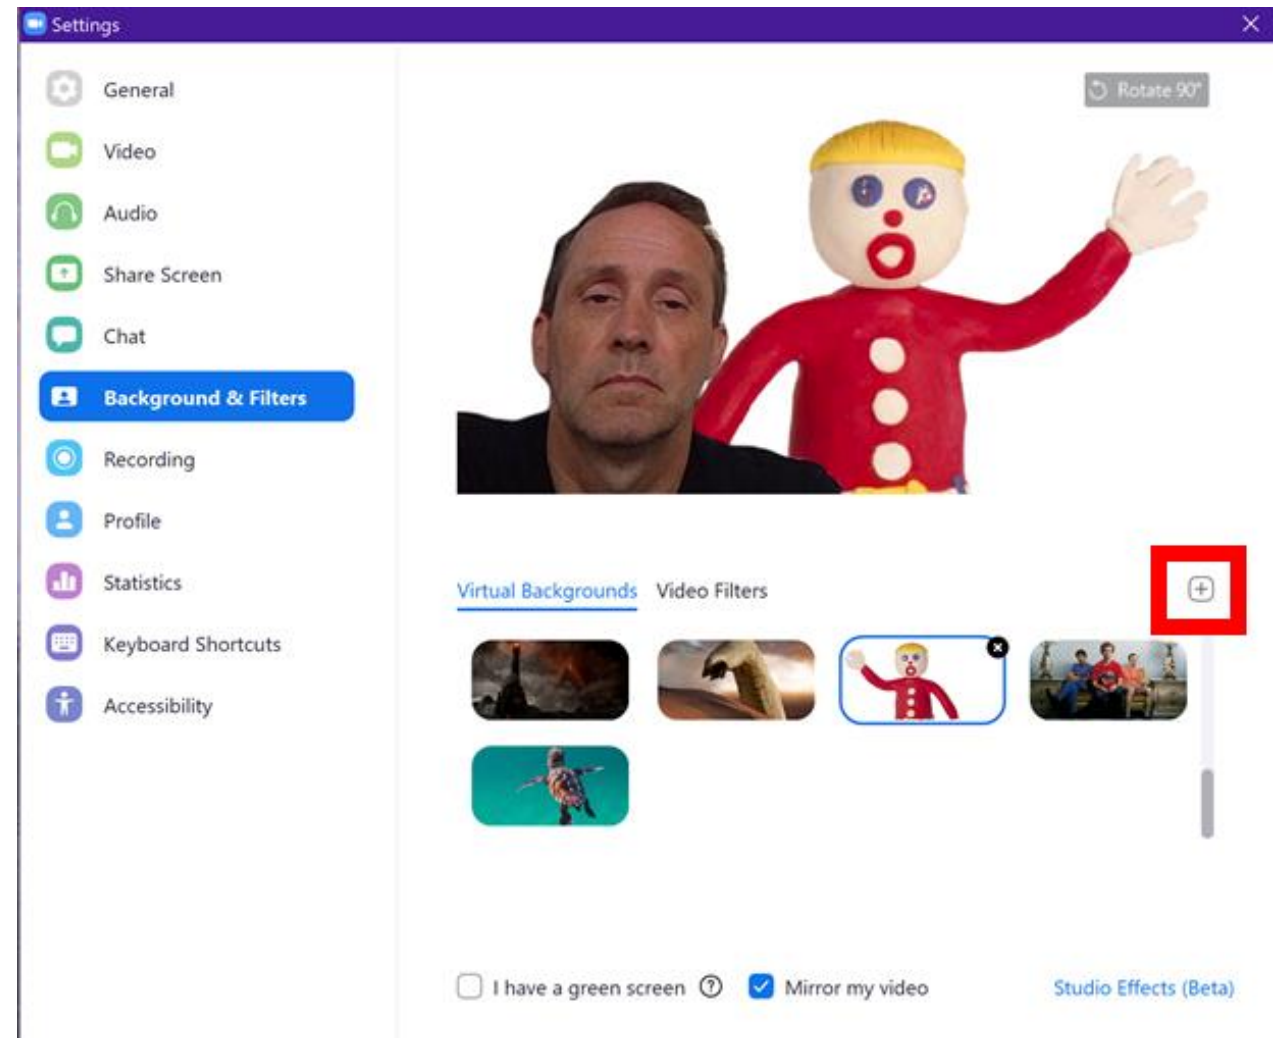 Settings
General
Rotate 90°
Video
Audio
Share Screen
Chat
Background & Filters
Recording
Profile
Statistics
Keyboard Shortcuts
Accessibility
Virtual Backgrounds Video Filters
I have a green screen ? Mirror my video Studio Effects (Beta)